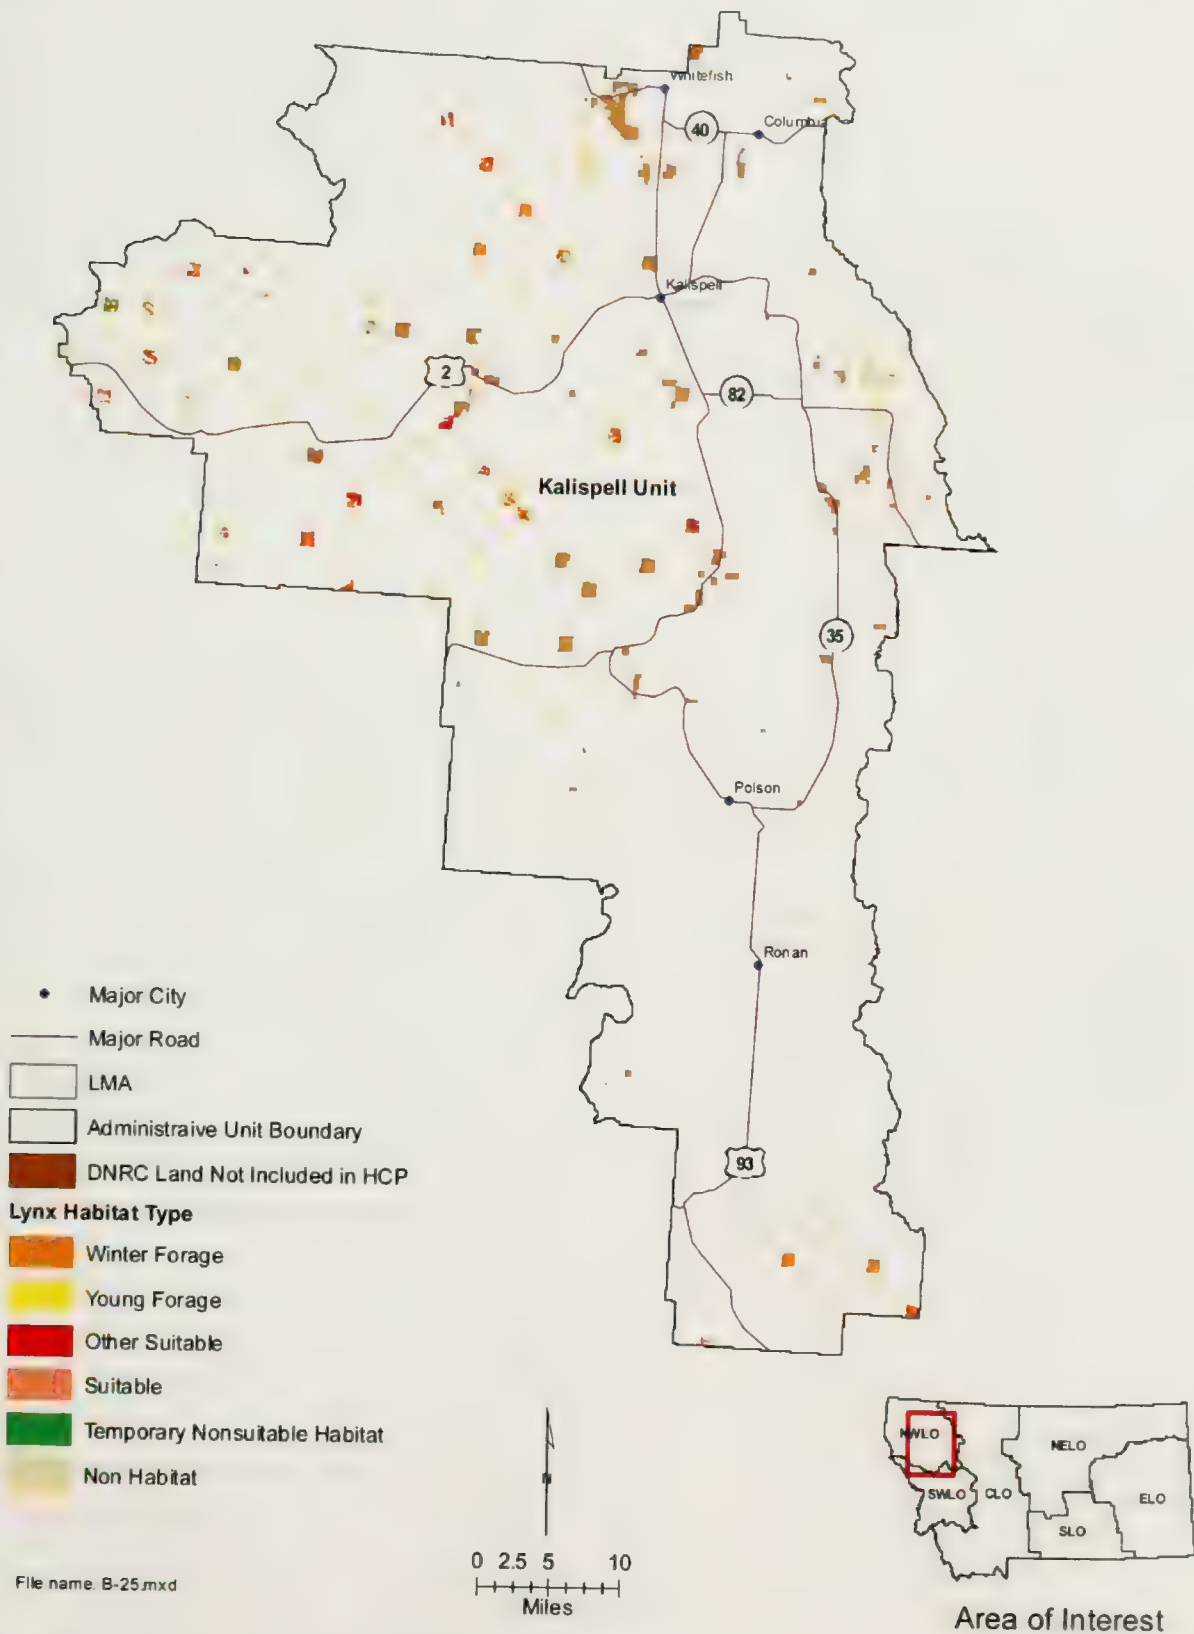 Whitefish
40
Columbia
Kalispell
2
82
Kalispell Unit
35
Polson
Ronan
93
Major City
Major Road
LMA
Administraive Unit Boundary
DNRC Land Not Included in HCP
Lynx Habitat Type
Winter Forage
Young Forage
Other Suitable
Suitable
Temporary Nonsuitable Habitat
Non Habitat
File name. B-25.mxd
N
0 2.5 5 10
Miles
NWLO
NELO
SWLO
CLO
ELO
SLO
Area of Interest